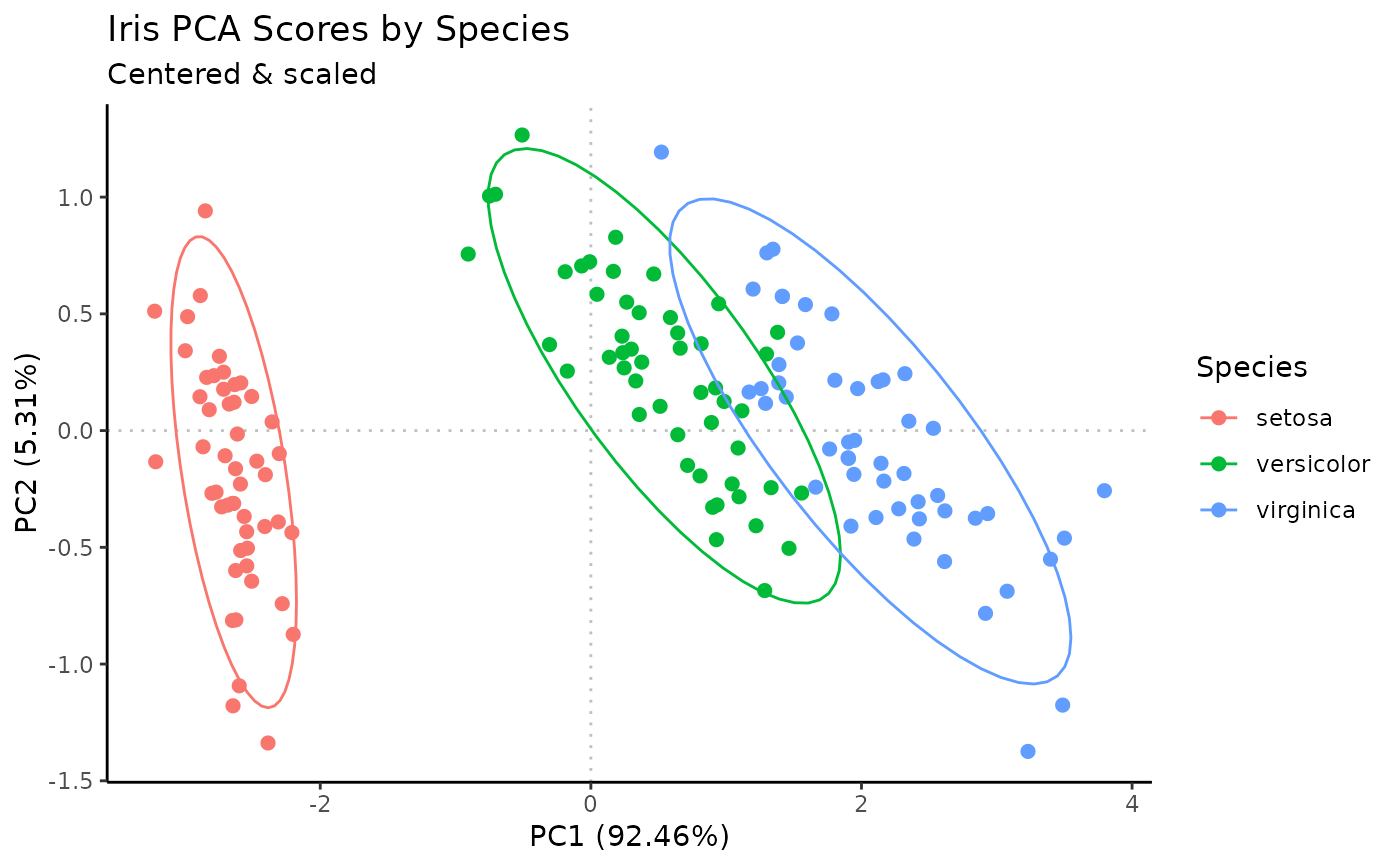 Iris PCA Scores by Species
Centered & scaled
PC2 (5.31%)
1.0
0.5
0.0
-0.5
-1.0
-1.5
-2
0
2
4
PC1 (92.46%)
Species
setosa
versicolor
virginica